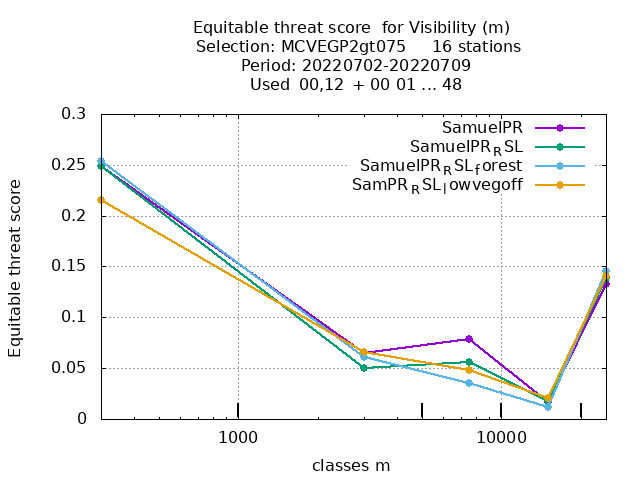 Equitable threat score  for Visibility (m)
Selection: MCVEGP2gt075     16 stations
Period: 20220702-20220709
Used  00,12  + 00 01 ... 48
SamuelPR
SamuelPR_RSL
SamuelPR_RSL_forest
SamPR_RSL_lowvegoff
0.3
0.25
0.2
0.15
0.1
0.05
0
Equitable threat score
1000 10000
classes m